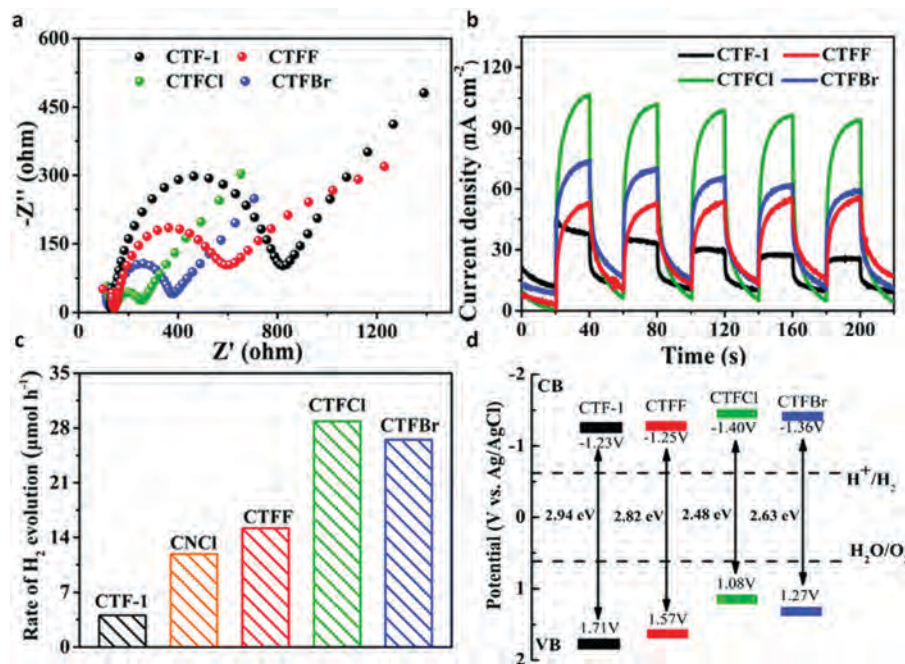 a
600
450
300
150
0
-Z'' (ohm)
CTF-1 CTFF
CTFCl CTFBr
0 400 800 1200
Z' (ohm)
b
135
105
60
30
0
Current density (nA cm⁻²)
CTF-1 CTFF
CTFCl CTFBr
0 40 80 120 160 200
Time (s)
c
35
28
21
14
7
0
Rate of H₂ evolution (μmol h⁻¹)
CTF-1
CNCl
CTFF
CTFCl
CTFBr
d
-2
-1
0
1
2
Potential (V vs. Ag/AgCl)
CB
CTF-1 CTFF CTFCl CTFBr
-1.23V -1.25V -1.40V -1.36V
H⁺/H₂
2.94 eV 2.82 eV 2.48 eV 2.63 eV
H₂O/O
1.71V 1.57V 1.08V 1.27V
VB